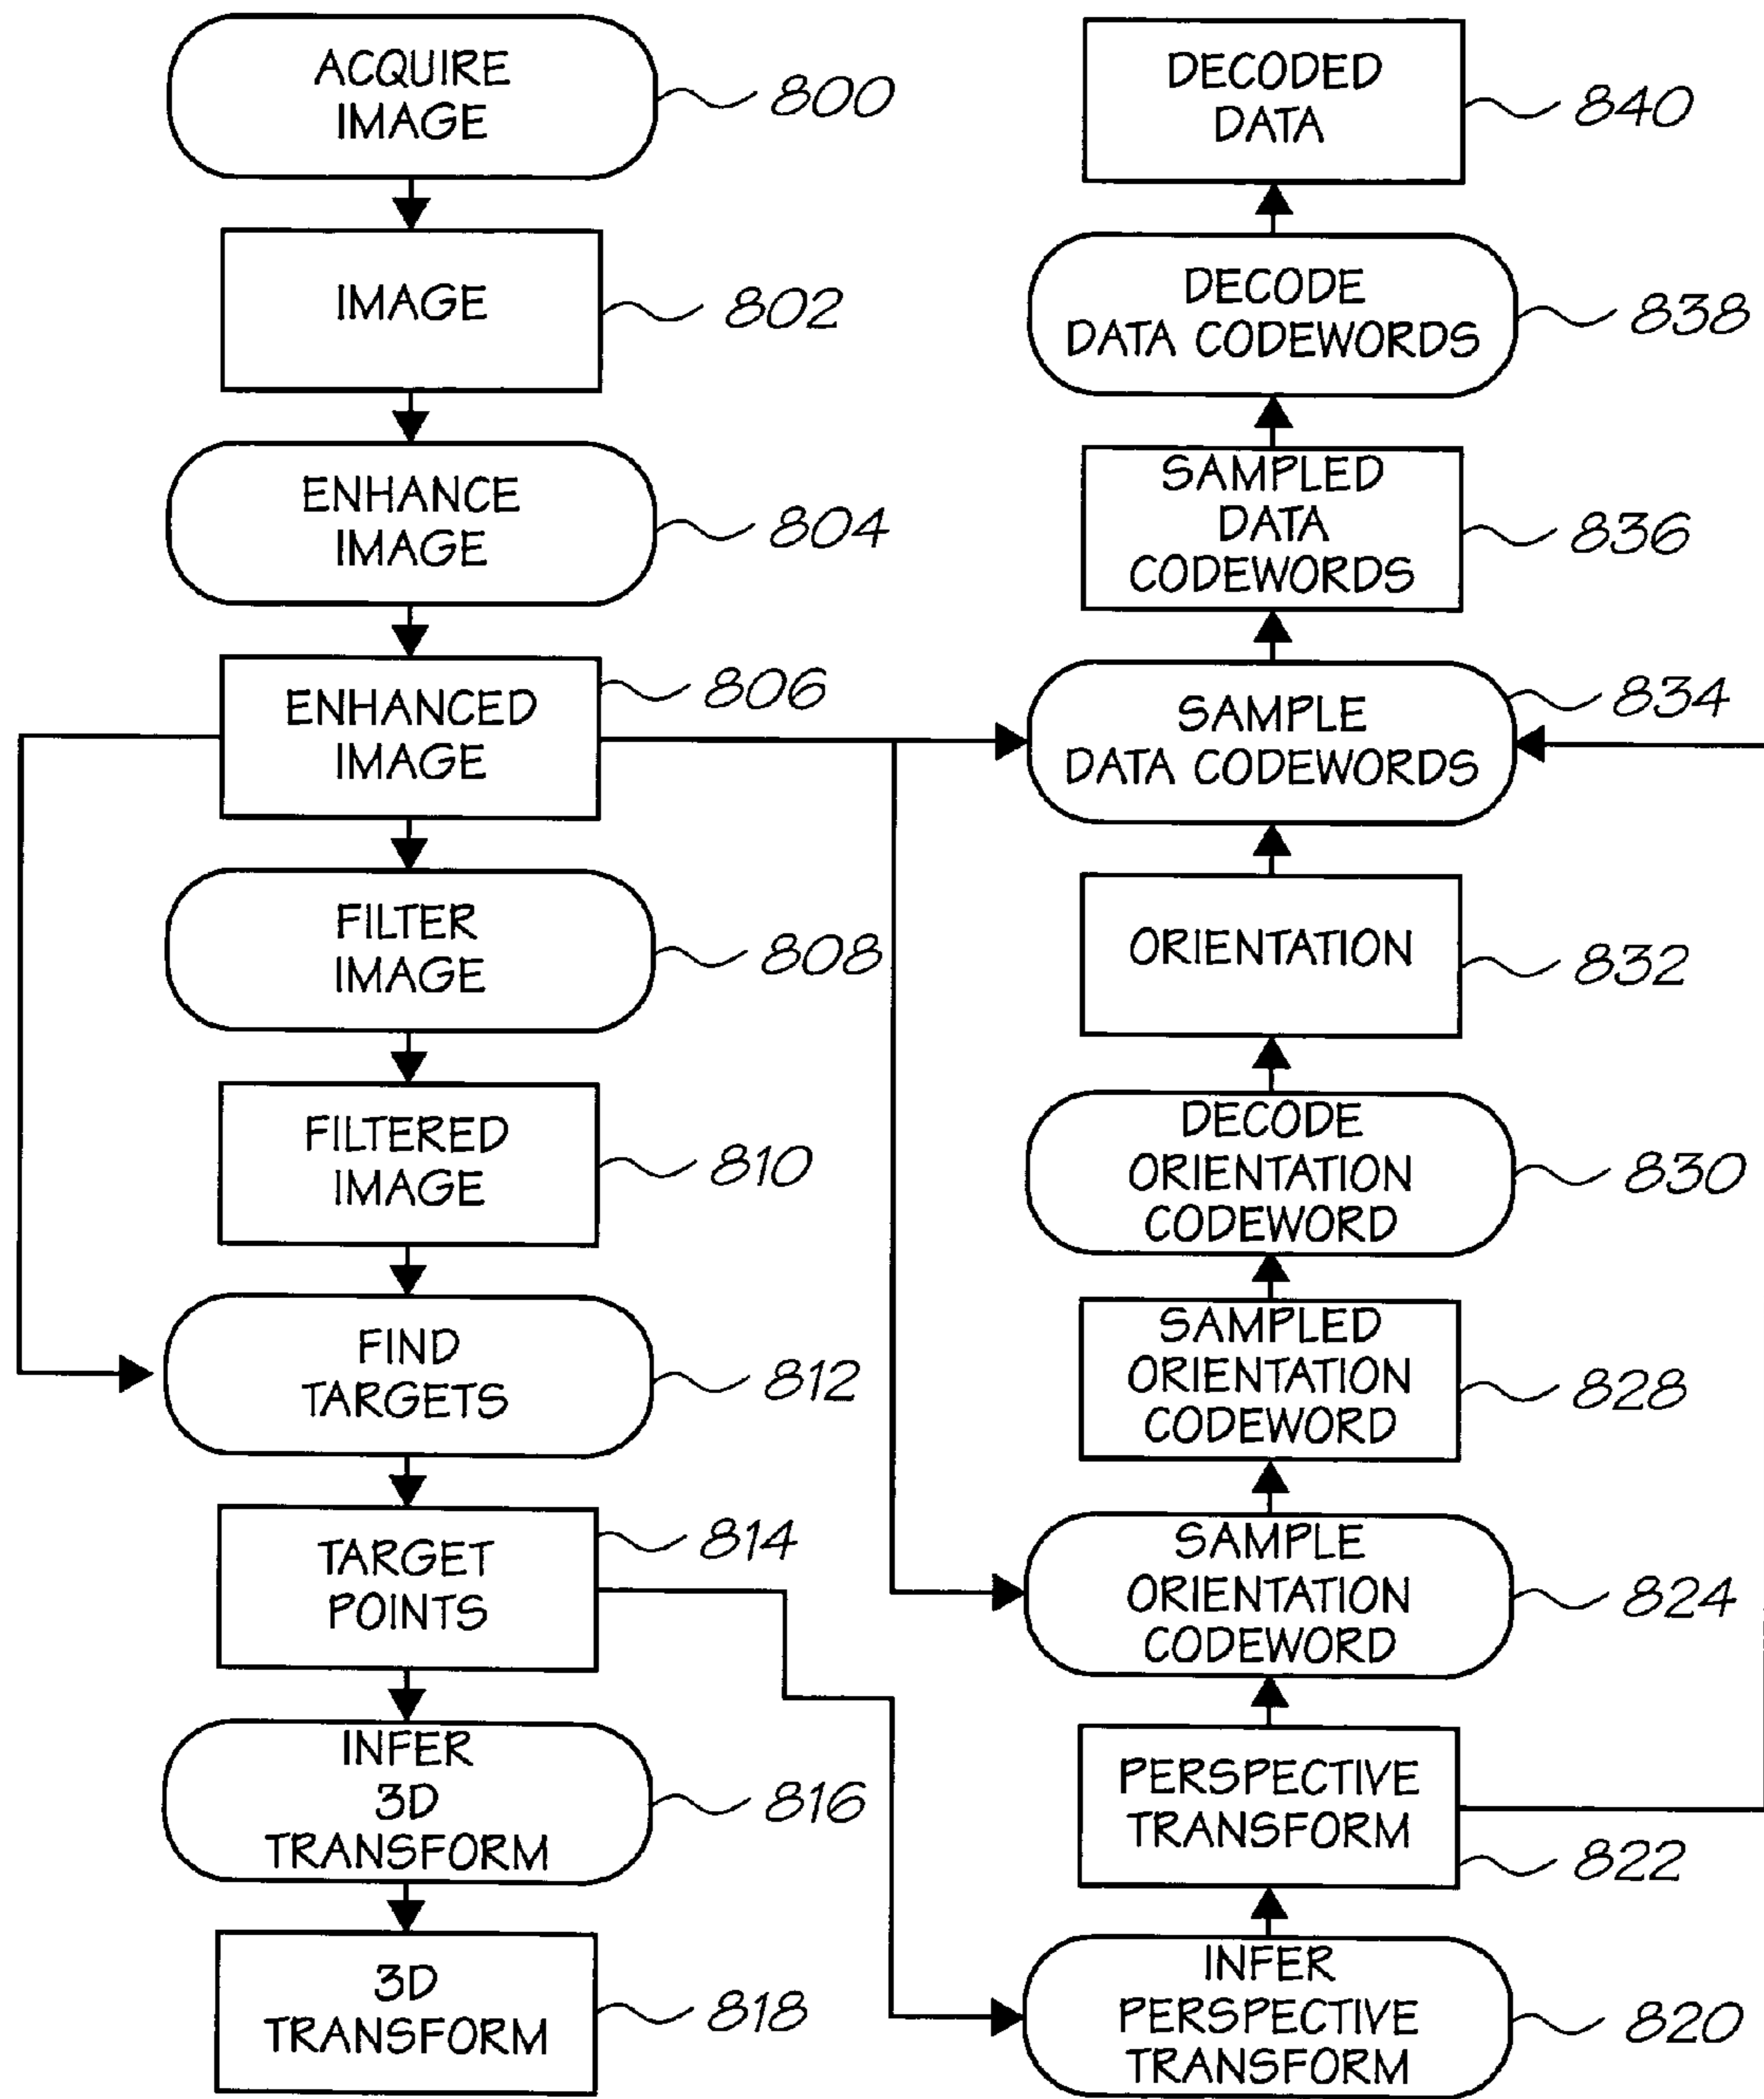 ACQUIRE
IMAGE
800
IMAGE
802
ENHANCE
IMAGE
804
ENHANCED
IMAGE
806
FILTER
IMAGE
808
FILTERED
IMAGE
810
FIND
TARGETS
812
TARGET
POINTS
814
INFER
3D
TRANSFORM
816
3D
TRANSFORM
818
DECODED
DATA
840
DECODE
DATA CODEWORDS
838
SAMPLED
DATA
CODEWORDS
836
SAMPLE
DATA CODEWORDS
834
ORIENTATION
832
DECODE
ORIENTATION
CODEWORD
830
SAMPLED
ORIENTATION
CODEWORD
828
SAMPLE
ORIENTATION
CODEWORD
824
PERSPECTIVE
TRANSFORM
822
INFER
PERSPECTIVE
TRANSFORM
820